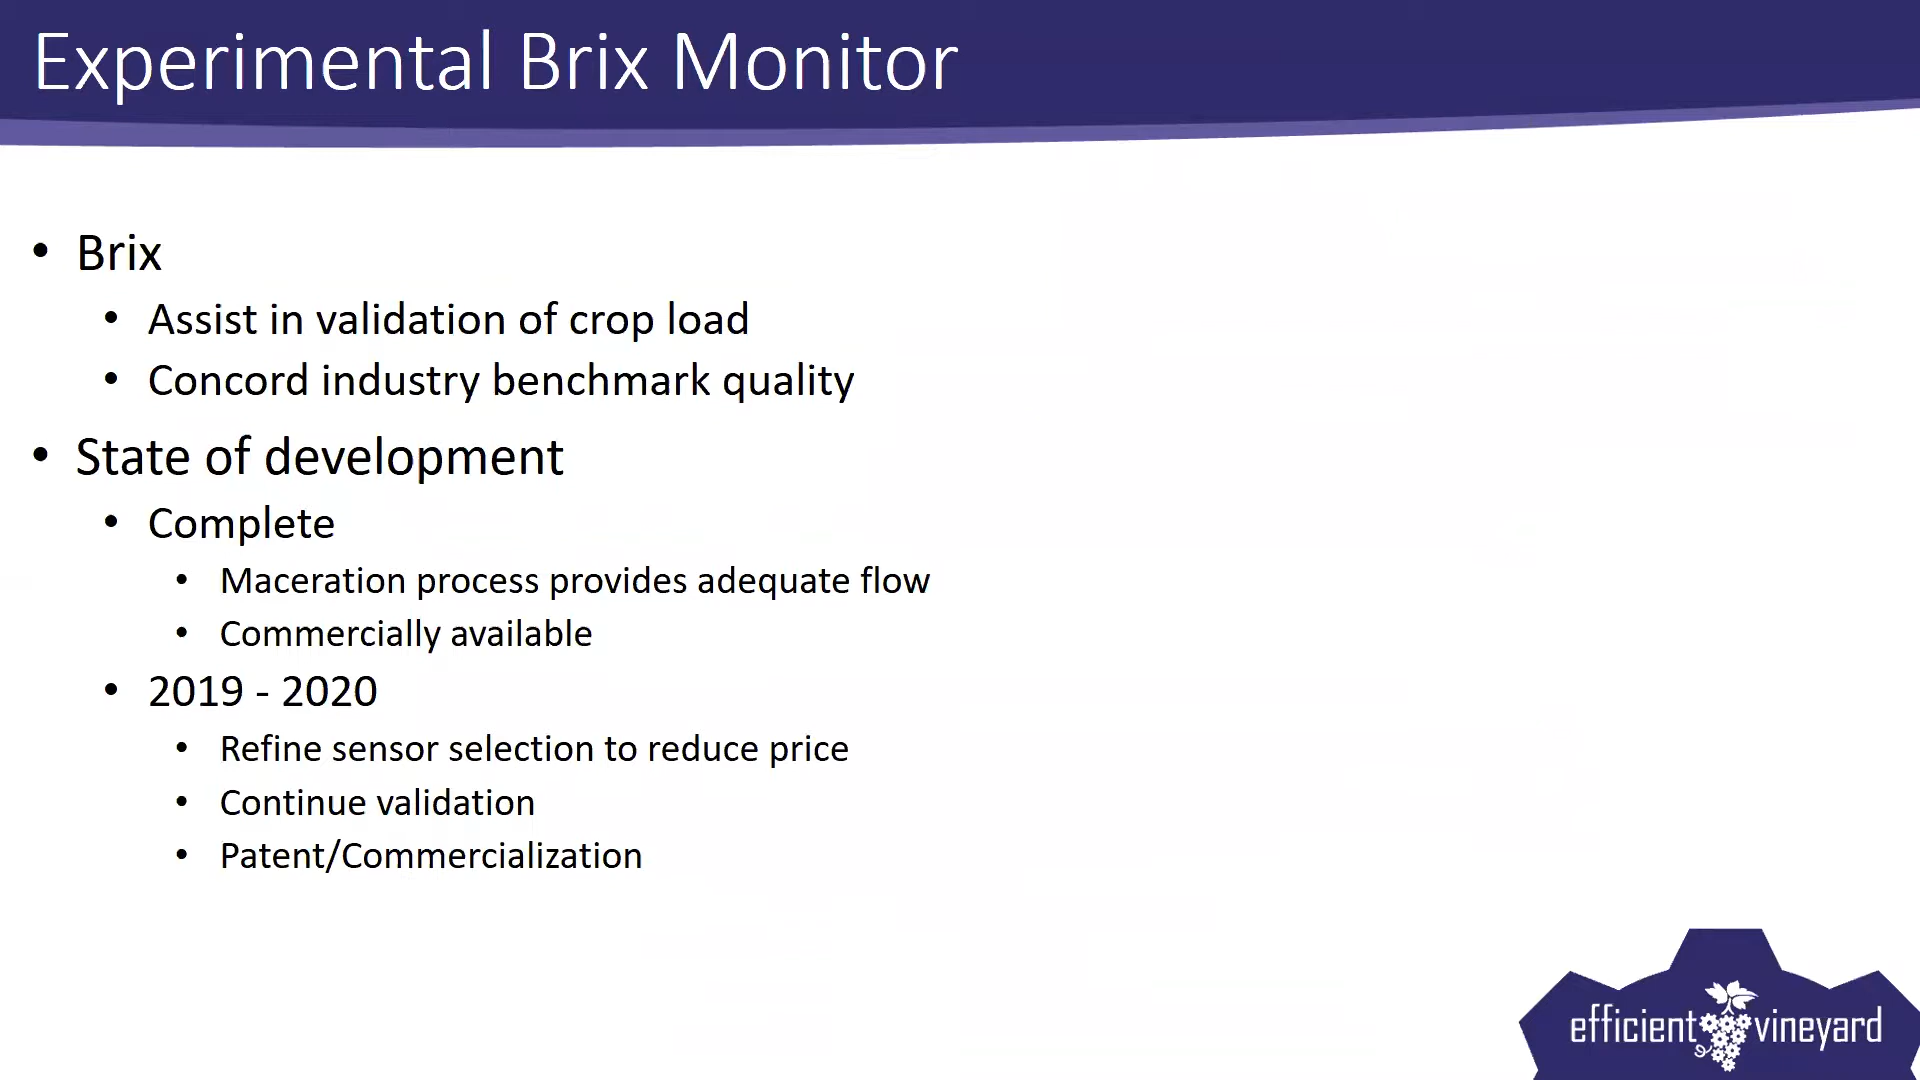 Experimental Brix Monitor
• Brix
• Assist in validation of crop load
• Concord industry benchmark quality
• State of development
• Complete
• Maceration process provides adequate flow
• Commercially available
• 2019 - 2020
• Refine sensor selection to reduce price
• Continue validation
• Patent/Commercialization
efficient vineyard